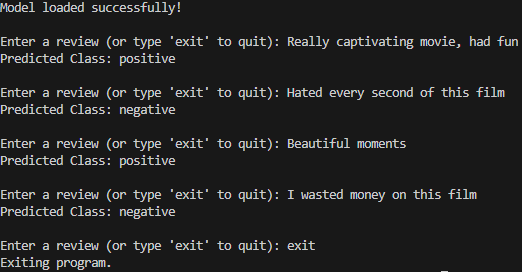 Model loaded successfully!
Enter a review (or type 'exit' to quit): Really captivating movie, had fun
Predicted Class: positive
Enter a review (or type 'exit' to quit): Hated every second of this film
Predicted Class: negative
Enter a review (or type 'exit' to quit): Beautiful moments
Predicted Class: positive
Enter a review (or type 'exit' to quit): I wasted money on this film
Predicted Class: negative
Enter a review (or type 'exit' to quit): exit
Exiting program.